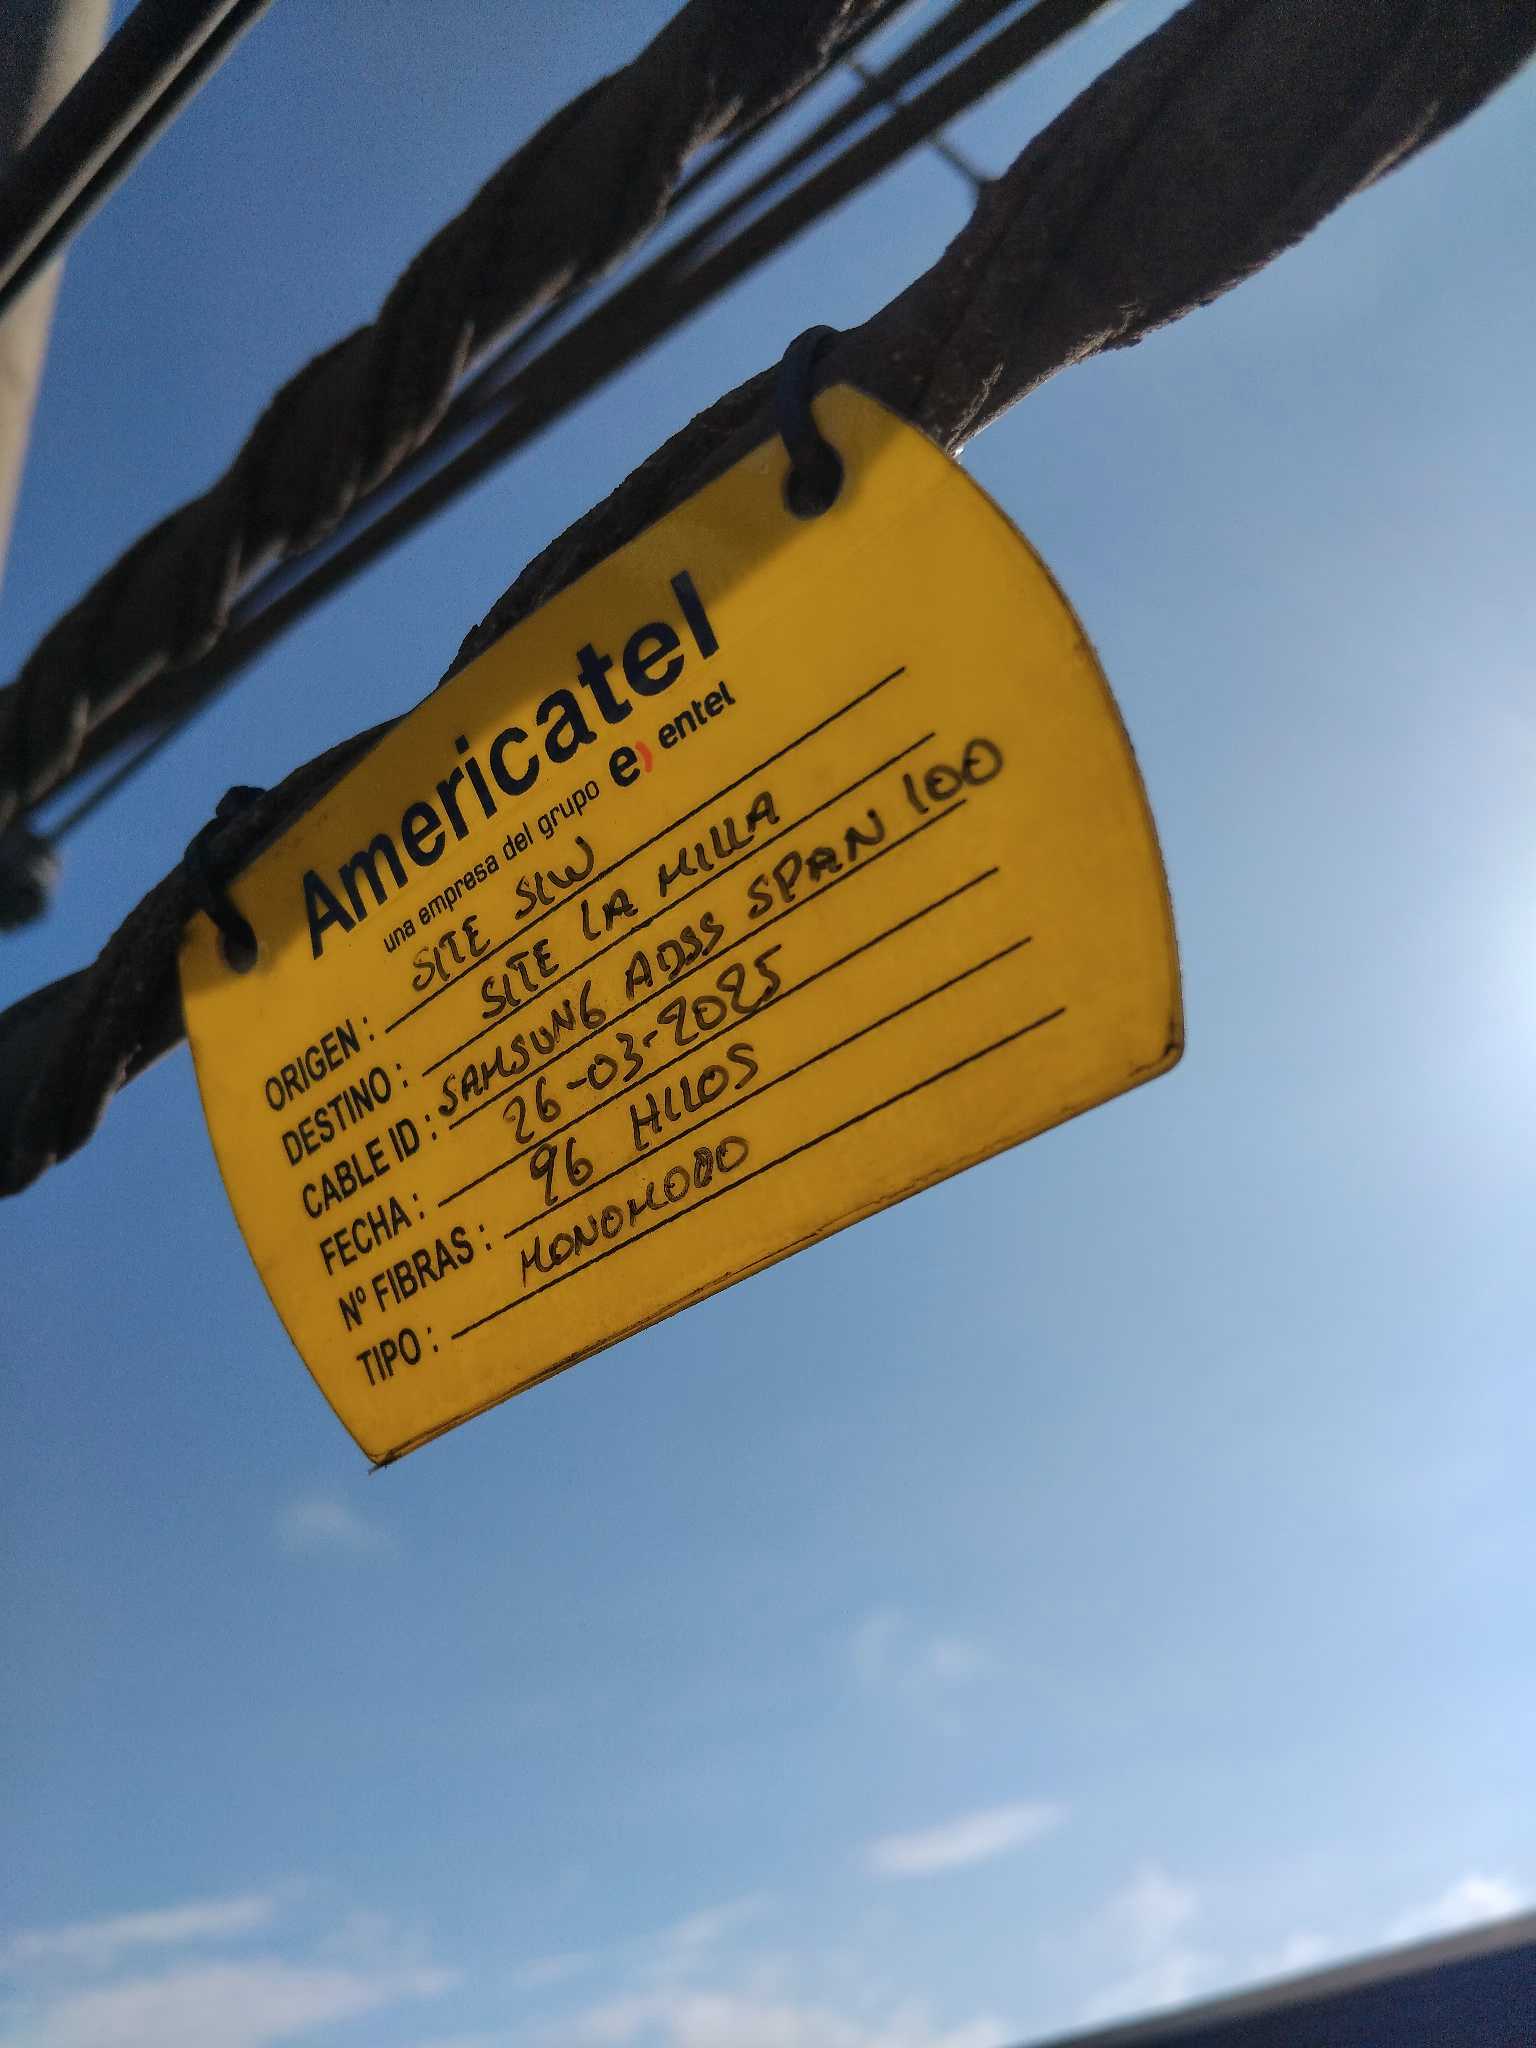 Americatel
una empresa del grupo e) entel
ORIGEN : SITE SLW
DESTINO : SITE LA MILLA
CABLE ID : SAMSUNG ADSS SPAN 100
FECHA : 26-03-2025
Nº FIBRAS : 96 HILOS
TIPO : MONOMODO